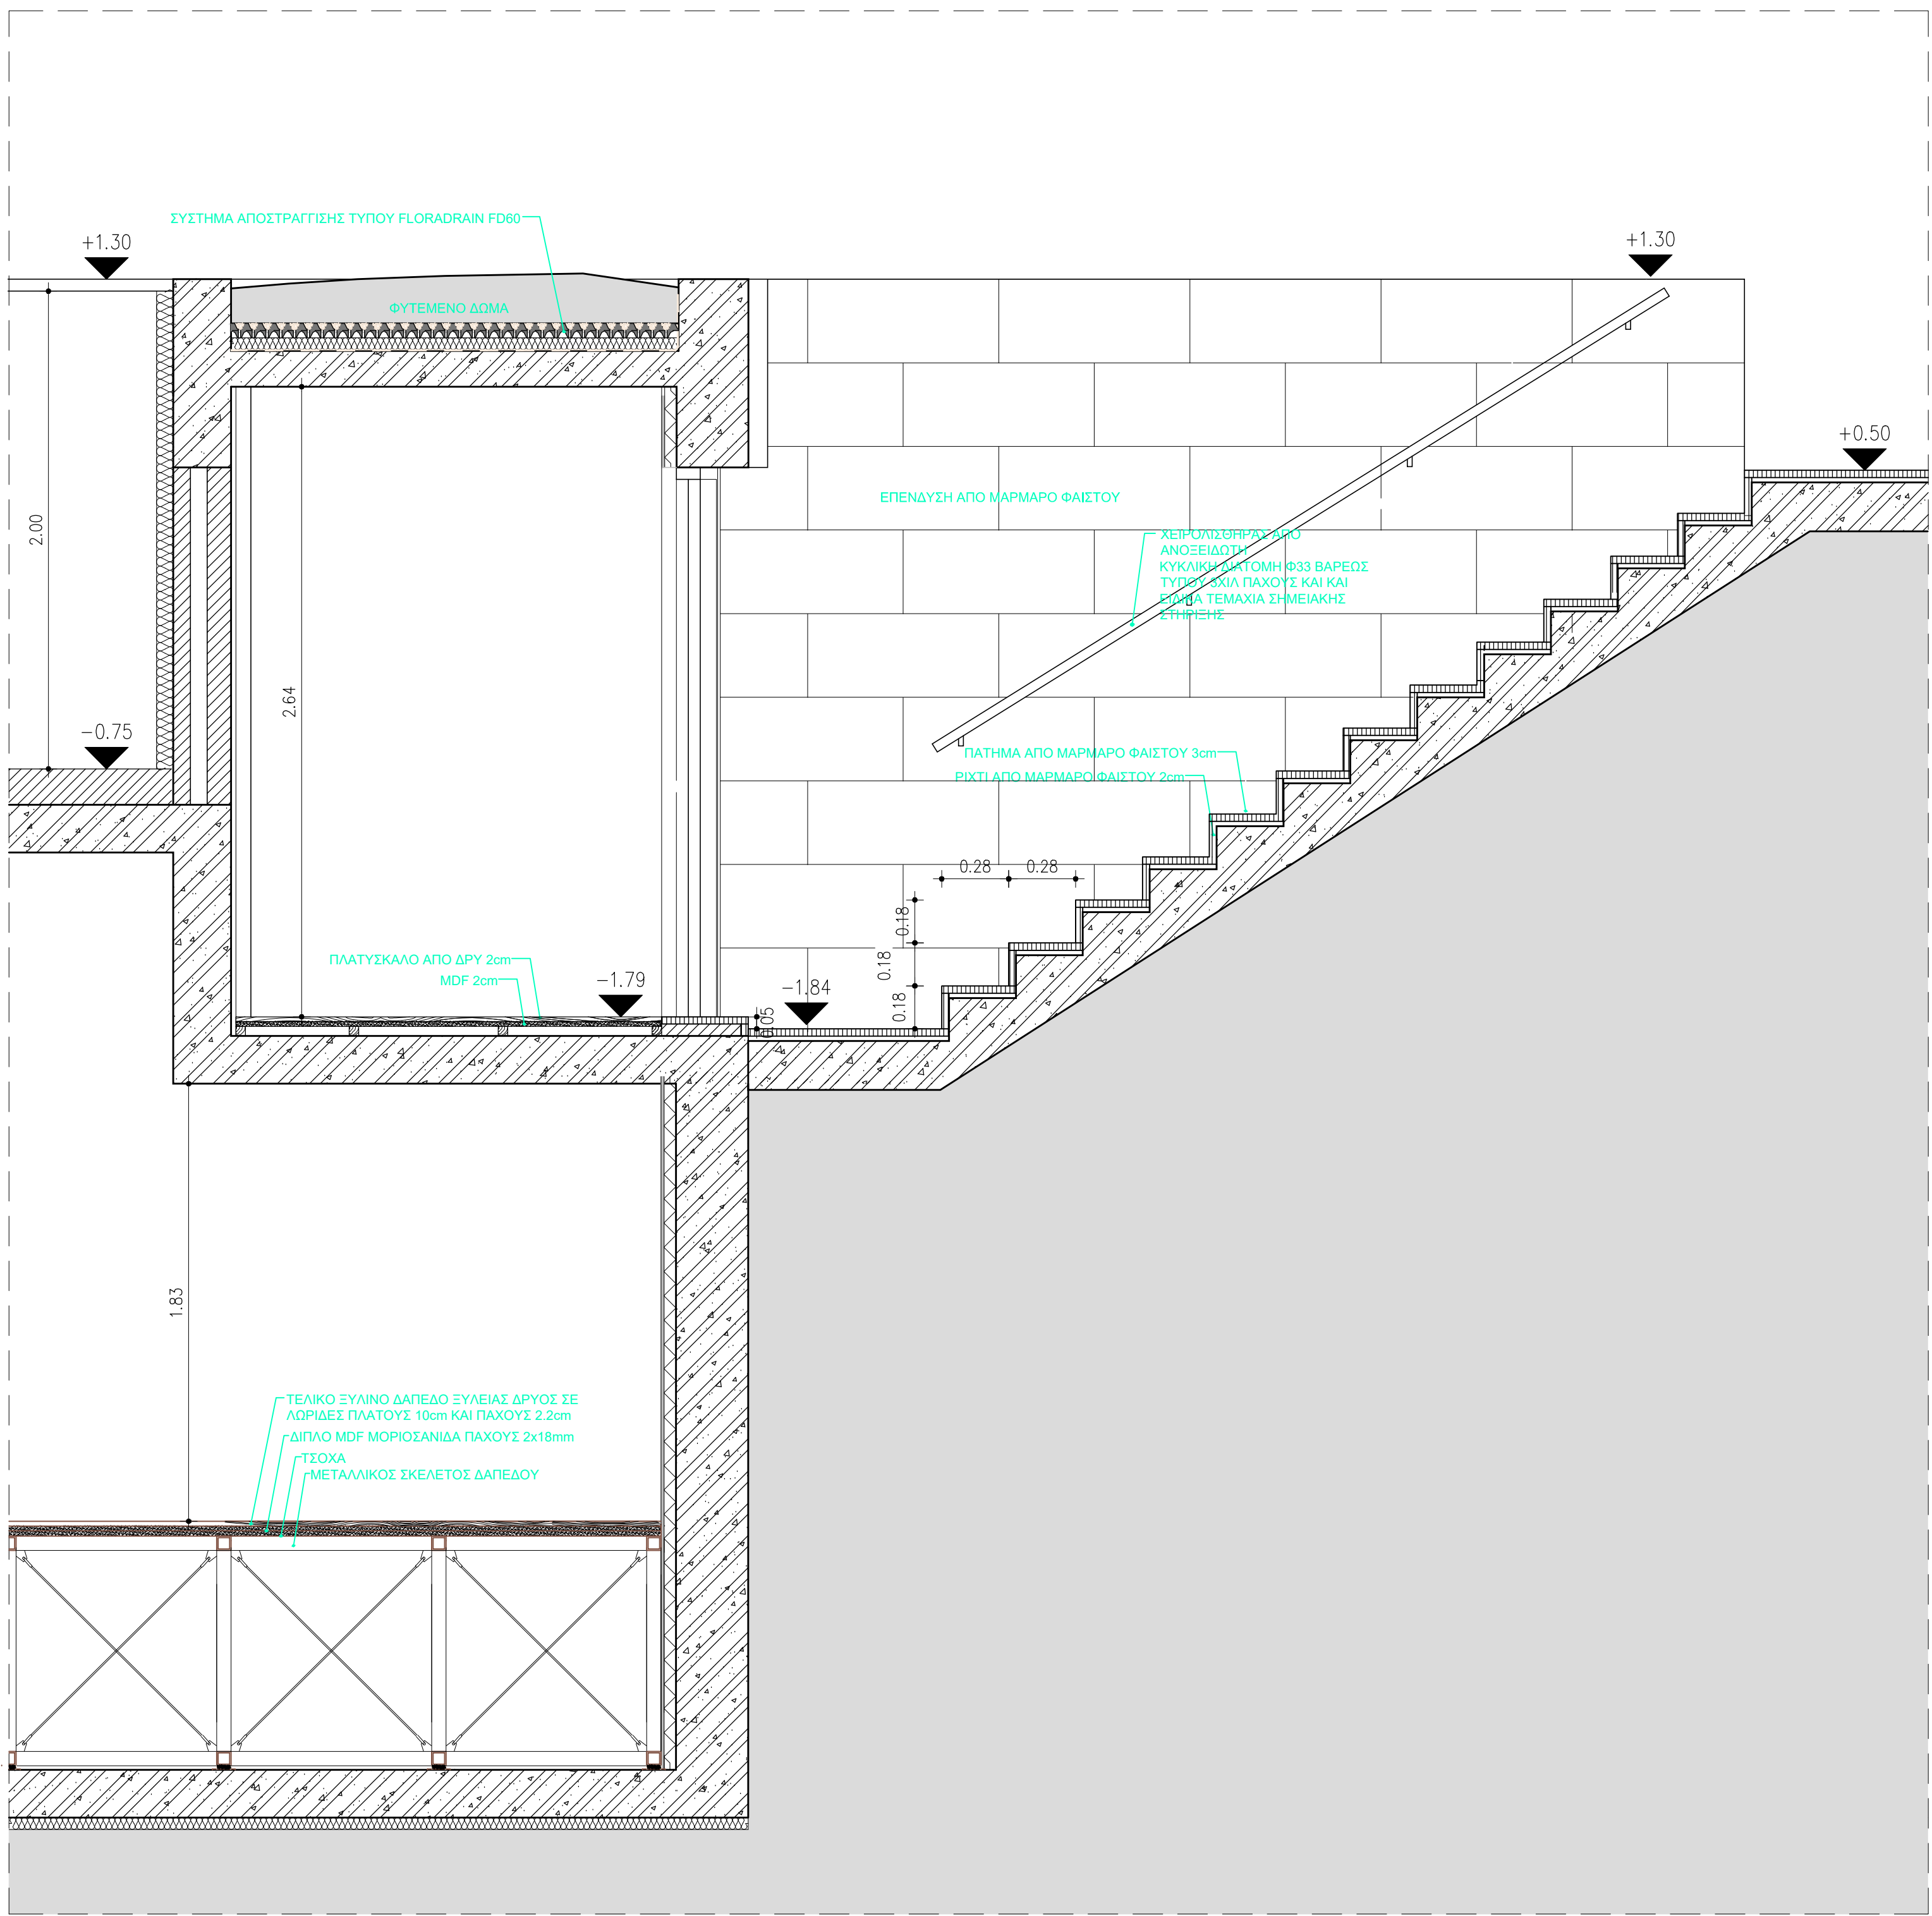 ΣΥΣΤΗΜΑ ΑΠΟΣΤΡΑΓΓΙΣΗΣ ΤΥΠΟΥ FLORADRAIN FD60
+1.30
+1.30
ΦΥΤΕΜΕΝΟ ΔΩΜΑ
+0.50
ΕΠΕΝΔΥΣΗ ΑΠΟ ΜΑΡΜΑΡΟ ΦΑΙΣΤΟΥ
2.00
ΧΕΙΡΟΛΙΣΘΗΡΑΣ ΑΠΟ
ΑΝΟΞΕΙΔΩΤΗ
ΚΥΚΛΙΚΗ ΔΙΑΤΟΜΗ Φ33 ΒΑΡΕΩΣ
ΤΥΠΟΥ 3ΧΙΛ ΠΑΧΟΥΣ ΚΑΙ ΚΑΙ
ΕΙΔΙΚΑ ΤΕΜΑΧΙΑ ΣΗΜΕΙΑΚΗΣ
ΣΤΗΡΙΞΗΣ
2.64
-0.75
ΠΑΤΗΜΑ ΑΠΟ ΜΑΡΜΑΡΟ ΦΑΙΣΤΟΥ 3cm
ΡΙΧΤΙ ΑΠΟ ΜΑΡΜΑΡΟ ΦΑΙΣΤΟΥ 2cm
0.28
0.28
0.18
0.18
0.18
ΠΛΑΤΥΣΚΑΛΟ ΑΠΟ ΔΡΥ 2cm
MDF 2cm
-1.79
-1.84
0.05
1.83
ΤΕΛΙΚΟ ΞΥΛΙΝΟ ΔΑΠΕΔΟ ΞΥΛΕΙΑΣ ΔΡΥΟΣ ΣΕ
ΛΩΡΙΔΕΣ ΠΛΑΤΟΥΣ 10cm ΚΑΙ ΠΑΧΟΥΣ 2.2cm
ΔΙΠΛΟ MDF ΜΟΡΙΟΣΑΝΙΔΑ ΠΑΧΟΥΣ 2x18mm
ΤΣΟΧΑ
ΜΕΤΑΛΛΙΚΟΣ ΣΚΕΛΕΤΟΣ ΔΑΠΕΔΟΥ